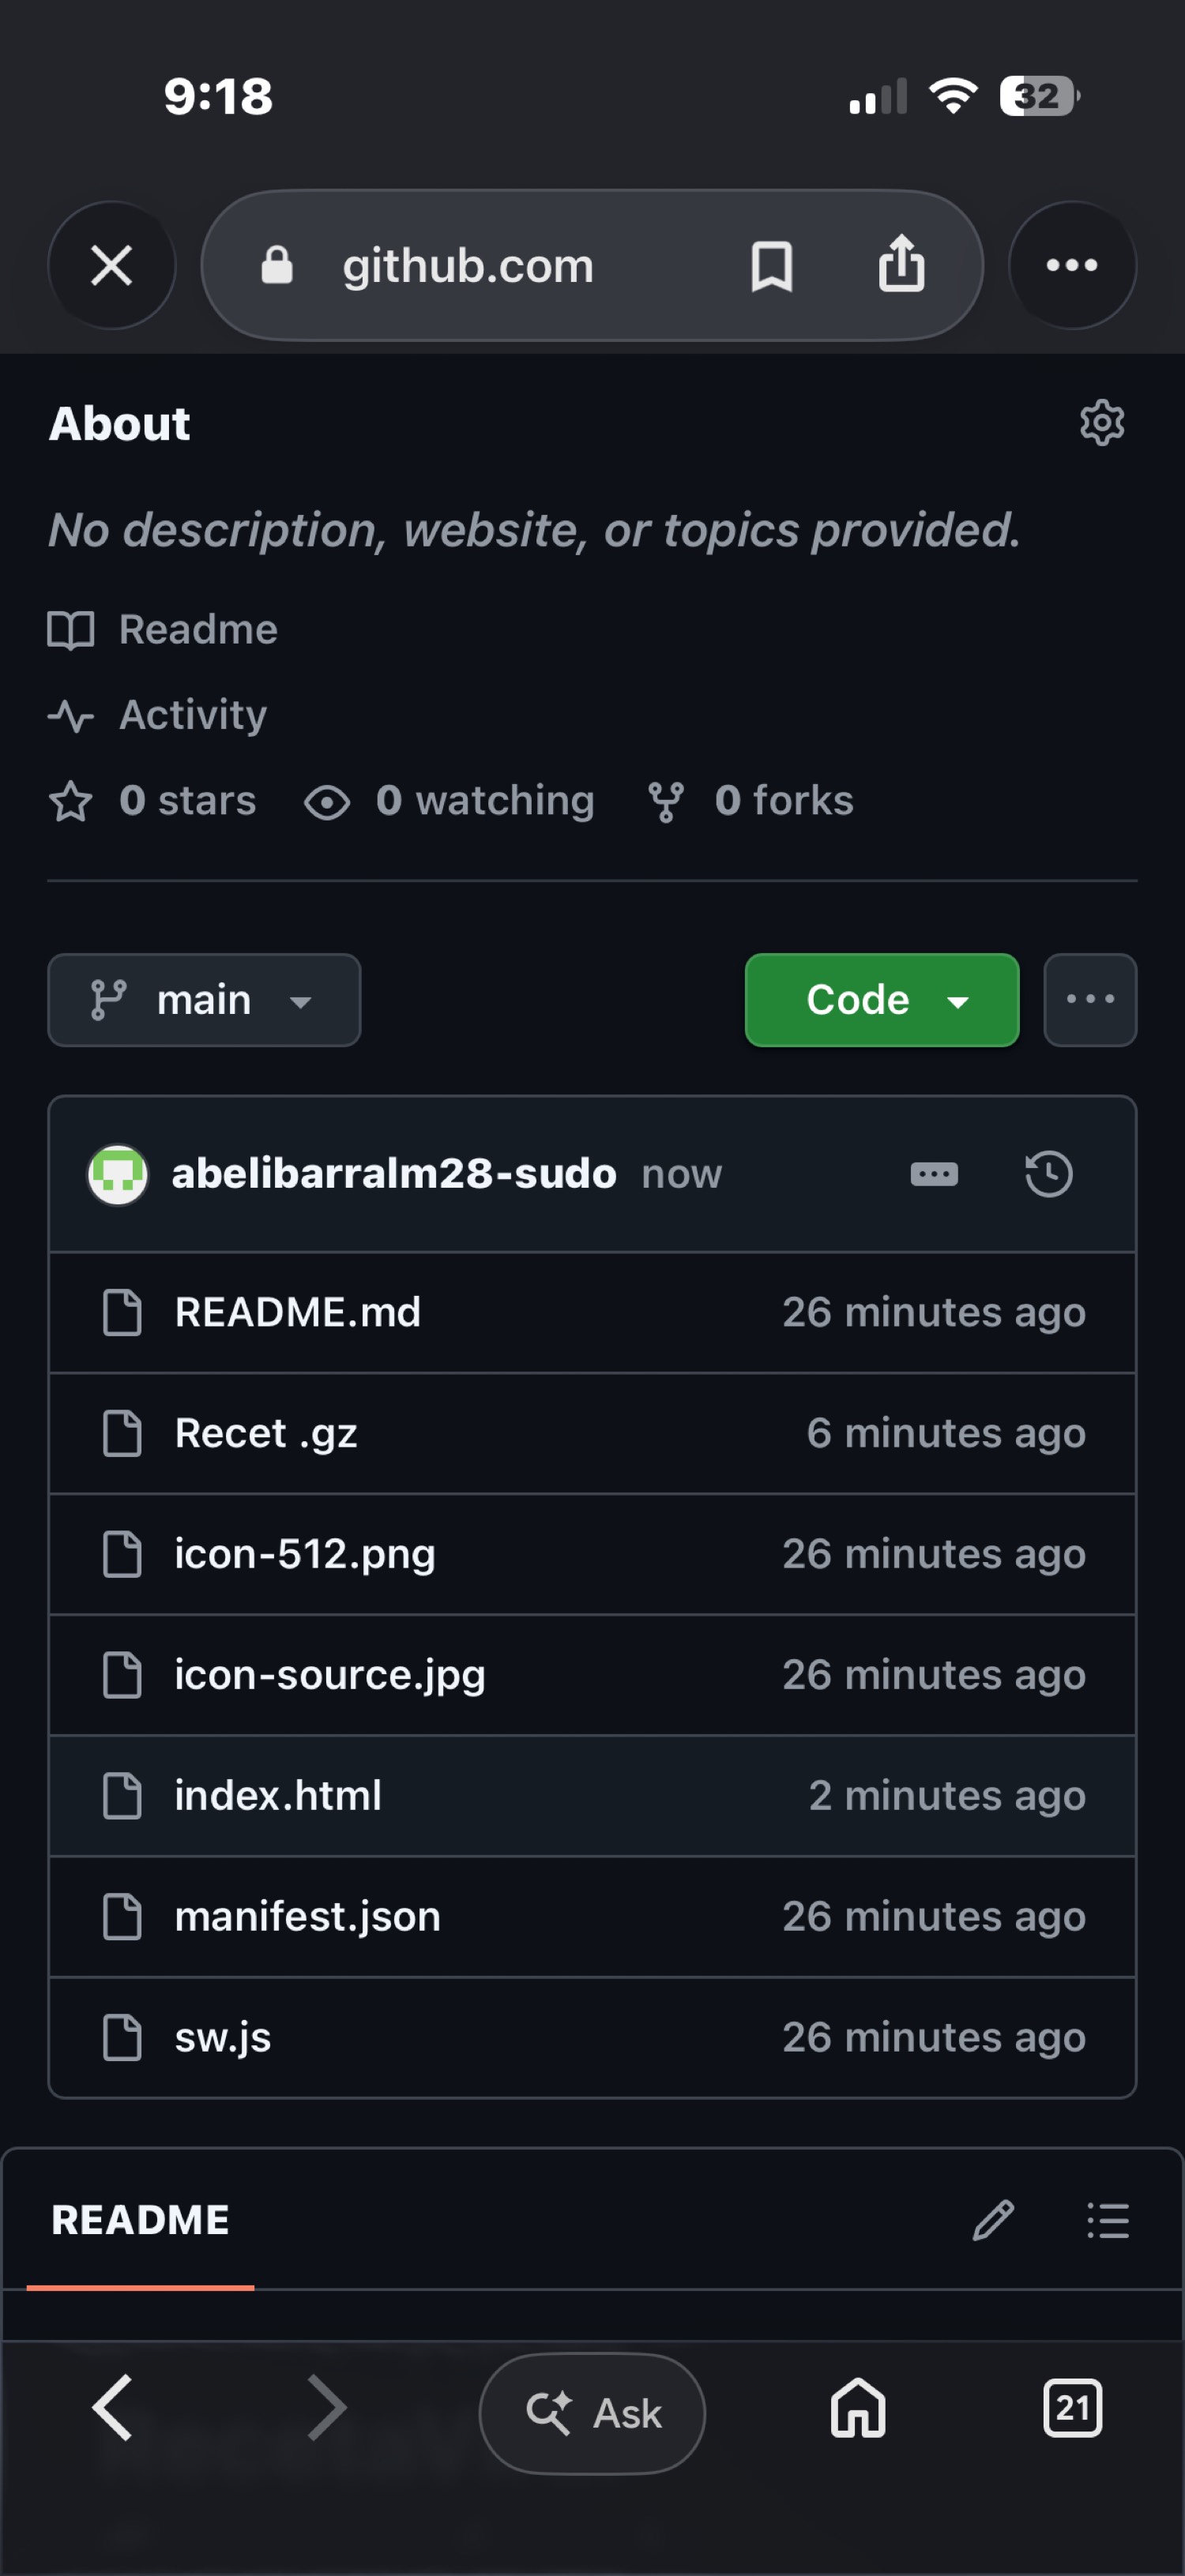 9:18
32
github.com
About
No description, website, or topics provided.
Readme
Activity
0 stars 0 watching 0 forks
main
Code
abelibarralm28-sudo now
README.md 26 minutes ago
Recet .gz 6 minutes ago
icon-512.png 26 minutes ago
icon-source.jpg 26 minutes ago
index.html 2 minutes ago
manifest.json 26 minutes ago
sw.js 26 minutes ago
README
Ask
21